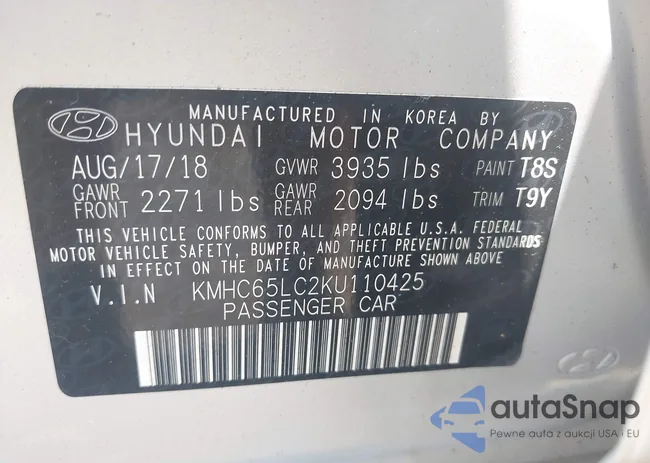 MANUFACTURED IN KOREA BY
HYUNDAI MOTOR COMPANY
AUG/17/18 GVWR 3935 lbs PAINT T8S
GAWR FRONT 2271 lbs GAWR REAR 2094 lbs TRIM T9Y
THIS VEHICLE CONFORMS TO ALL APPLICABLE U.S.A. FEDERAL
MOTOR VEHICLE SAFETY, BUMPER, AND THEFT PREVENTION STANDARDS
IN EFFECT ON THE DATE OF MANUFACTURE SHOWN ABOVE
V.I.N KMHC65LC2KU110425
PASSENGER CAR
autaSnap
Pewne auta z aukcji USA i EU